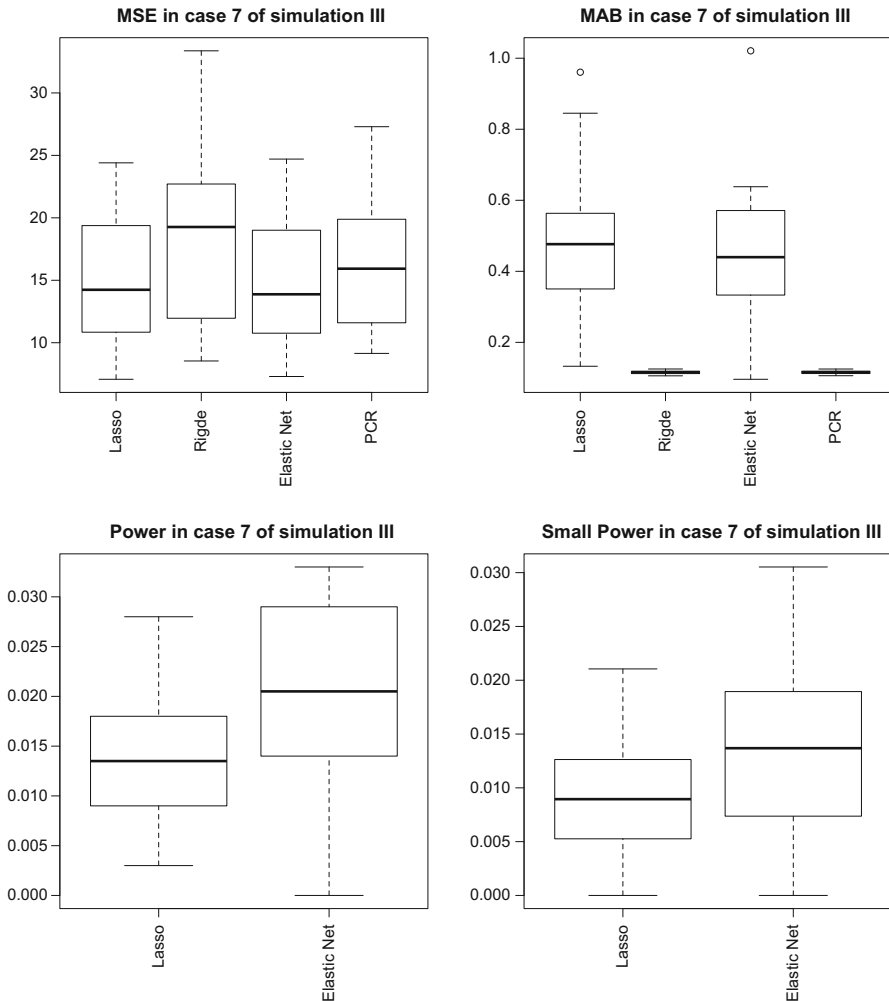 MSE in case 7 of simulation III
30
25
20
15
10
Lasso
Rigde
Elastic Net
PCR
MAB in case 7 of simulation III
1.0
0.8
0.6
0.4
0.2
Lasso
Rigde
Elastic Net
PCR
Power in case 7 of simulation III
0.030
0.025
0.020
0.015
0.010
0.005
0.000
Lasso
Elastic Net
Small Power in case 7 of simulation III
0.030
0.025
0.020
0.015
0.010
0.005
0.000
Lasso
Elastic Net